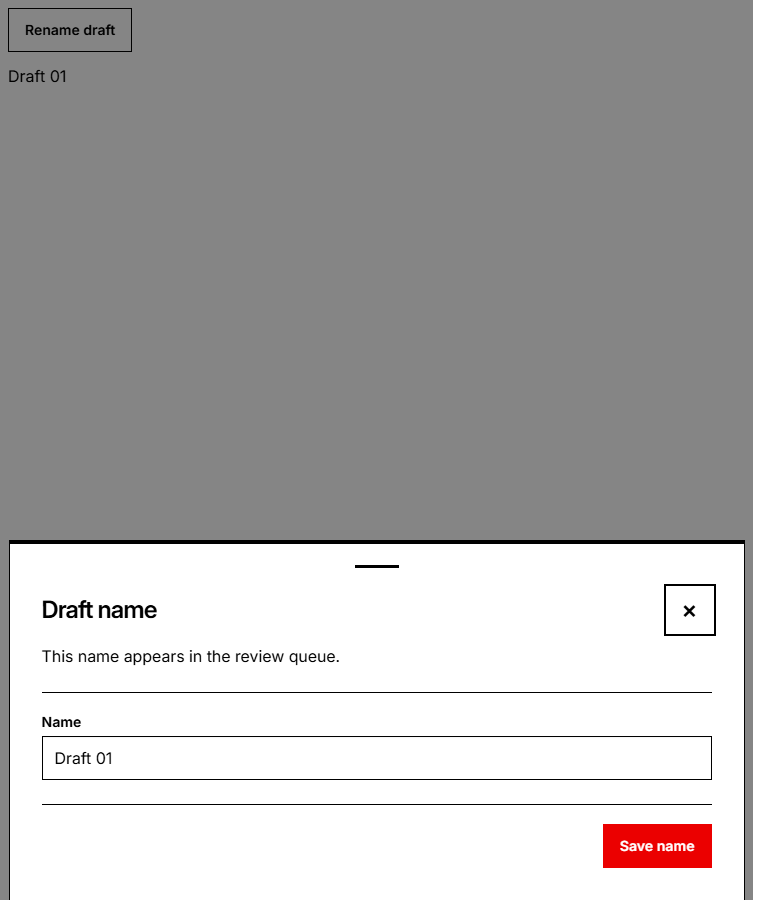 Rename draft
Draft 01
Draft name
×
This name appears in the review queue.
Name
Draft 01
Save name